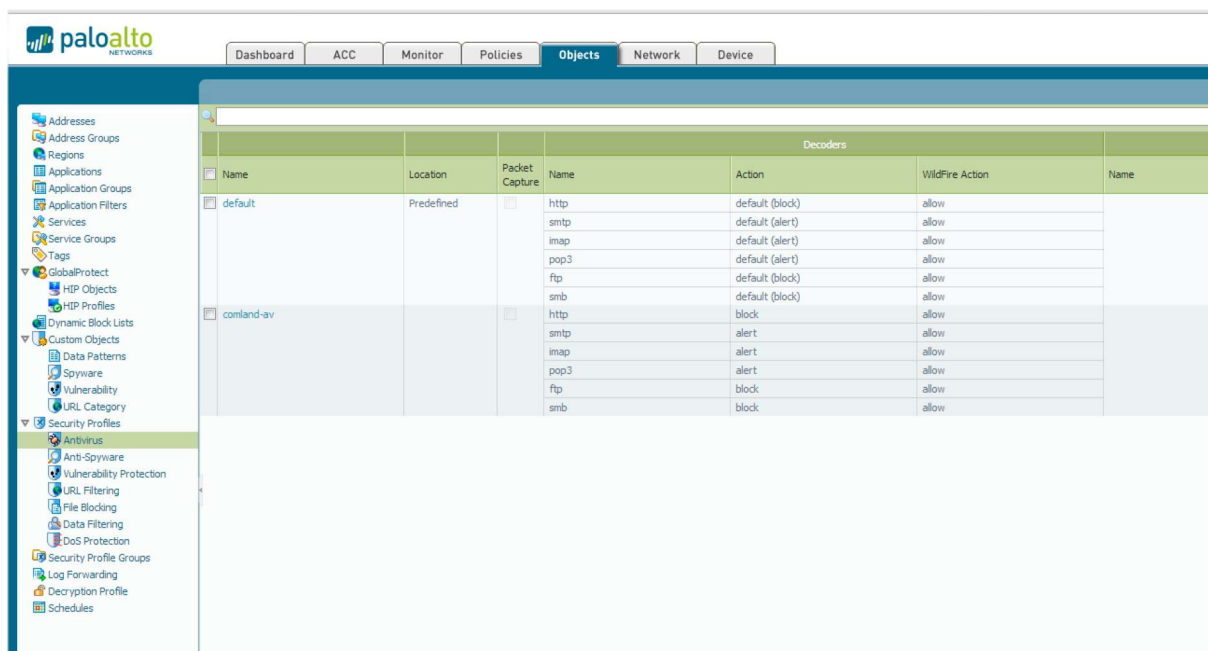 paloalto
NETWORKS
Dashboard ACC Monitor Policies Objects Network Device
Addresses
Address Groups
Regions
Applications
Application Groups
Application Filters
Services
Service Groups
Tags
GlobalProtect
HIP Objects
HIP Profiles
Dynamic Block Lists
Custom Objects
Data Patterns
Spyware
Vulnerability
URL Category
Security Profiles
Antivirus
Anti-Spyware
Vulnerability Protection
URL Filtering
File Blocking
Data Filtering
DoS Protection
Security Profile Groups
Log Forwarding
Decryption Profile
Schedules
Decoders
Name Location Packet Capture Name Action WildFire Action Name
default Predefined http default (block) allow
smtp default (alert) allow
imap default (alert) allow
pop3 default (alert) allow
ftp default (block) allow
smb default (block) allow
comland-av http block allow
smtp alert allow
imap alert allow
pop3 alert allow
ftp block allow
smb block allow